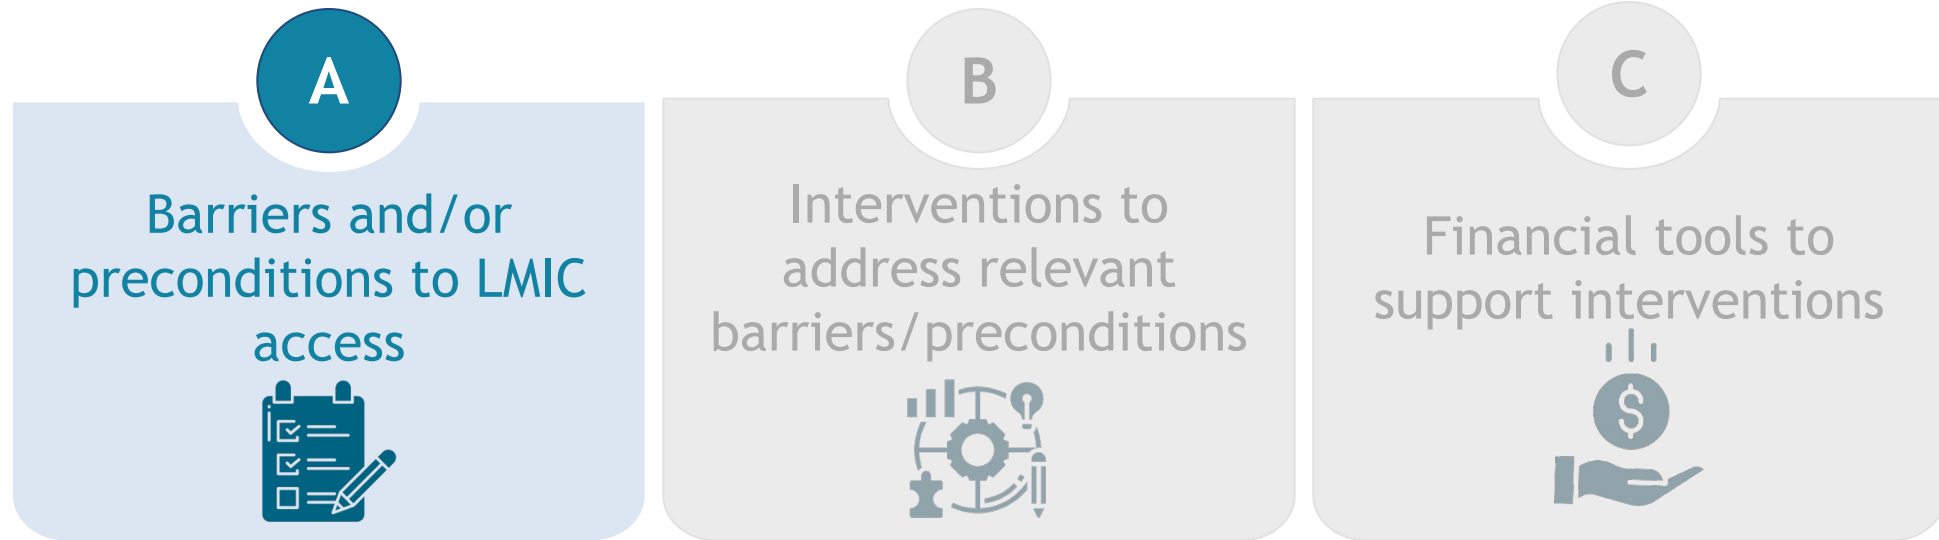 A
Barriers and/or
preconditions to LMIC
access
B
Interventions to
address relevant
barriers/preconditions
C
Financial tools to
support interventions
$